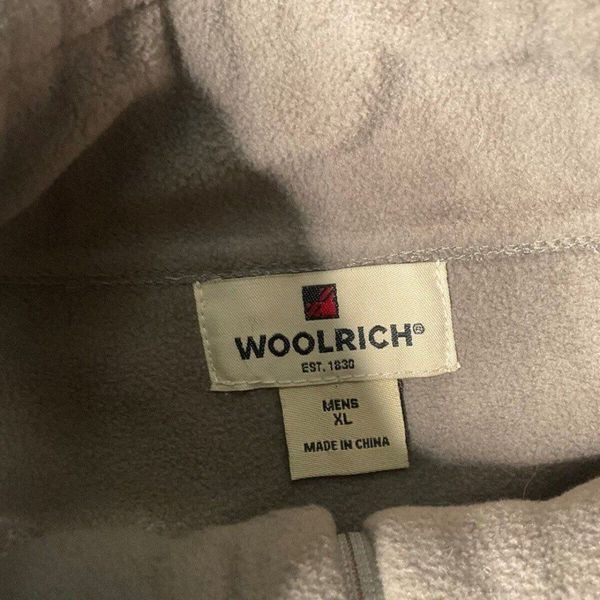 WOOLRICH®
EST. 1830
MENS
XL
MADE IN CHINA